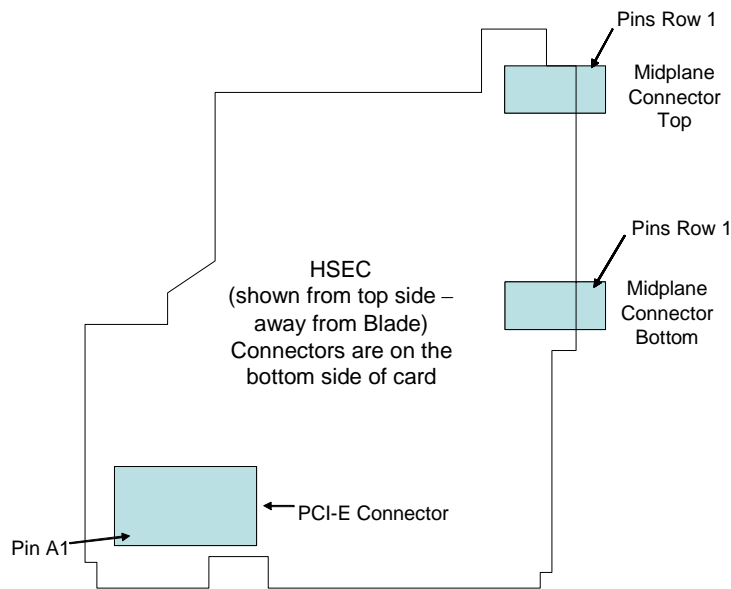 Pins Row 1
Midplane
Connector
Top
Pins Row 1
HSEC
(shown from top side –
away from Blade)
Connectors are on the
bottom side of card
Midplane
Connector
Bottom
PCI-E Connector
Pin A1